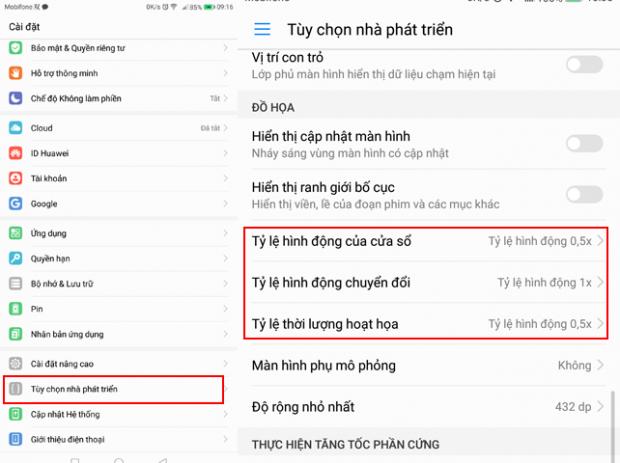 Mobifone
0K/s
85%
09:16
Cài đặt
Bảo mật & Quyền riêng tư
Hỗ trợ thông minh
Chế độ Không làm phiền
Tắt
Cloud
Đã tắt
ID Huawei
Tài khoản
Google
Ứng dụng
Quyền hạn
Bộ nhớ & Lưu trữ
Pin
Nhân bản ứng dụng
Cài đặt nâng cao
Tùy chọn nhà phát triển
Cập nhật Hệ thống
Giới thiệu điện thoại
Tùy chọn nhà phát triển
Vị trí con trỏ
Lớp phủ màn hình hiển thị dữ liệu chạm hiện tại
ĐỒ HỌA
Hiển thị cập nhật màn hình
Nháy sáng vùng màn hình có cập nhật
Hiển thị ranh giới bố cục
Hiển thị viền, lề của đoạn phim và các mục khác
Tỷ lệ hình động của cửa sổ
Tỷ lệ hình động 0,5x
Tỷ lệ hình động chuyển đổi
Tỷ lệ hình động 1x
Tỷ lệ thời lượng hoạt họa
Tỷ lệ hình động 0,5x
Màn hình phụ mô phỏng
Không
Độ rộng nhỏ nhất
432 dp
THỰC HIỆN TĂNG TỐC PHẦN CỨNG